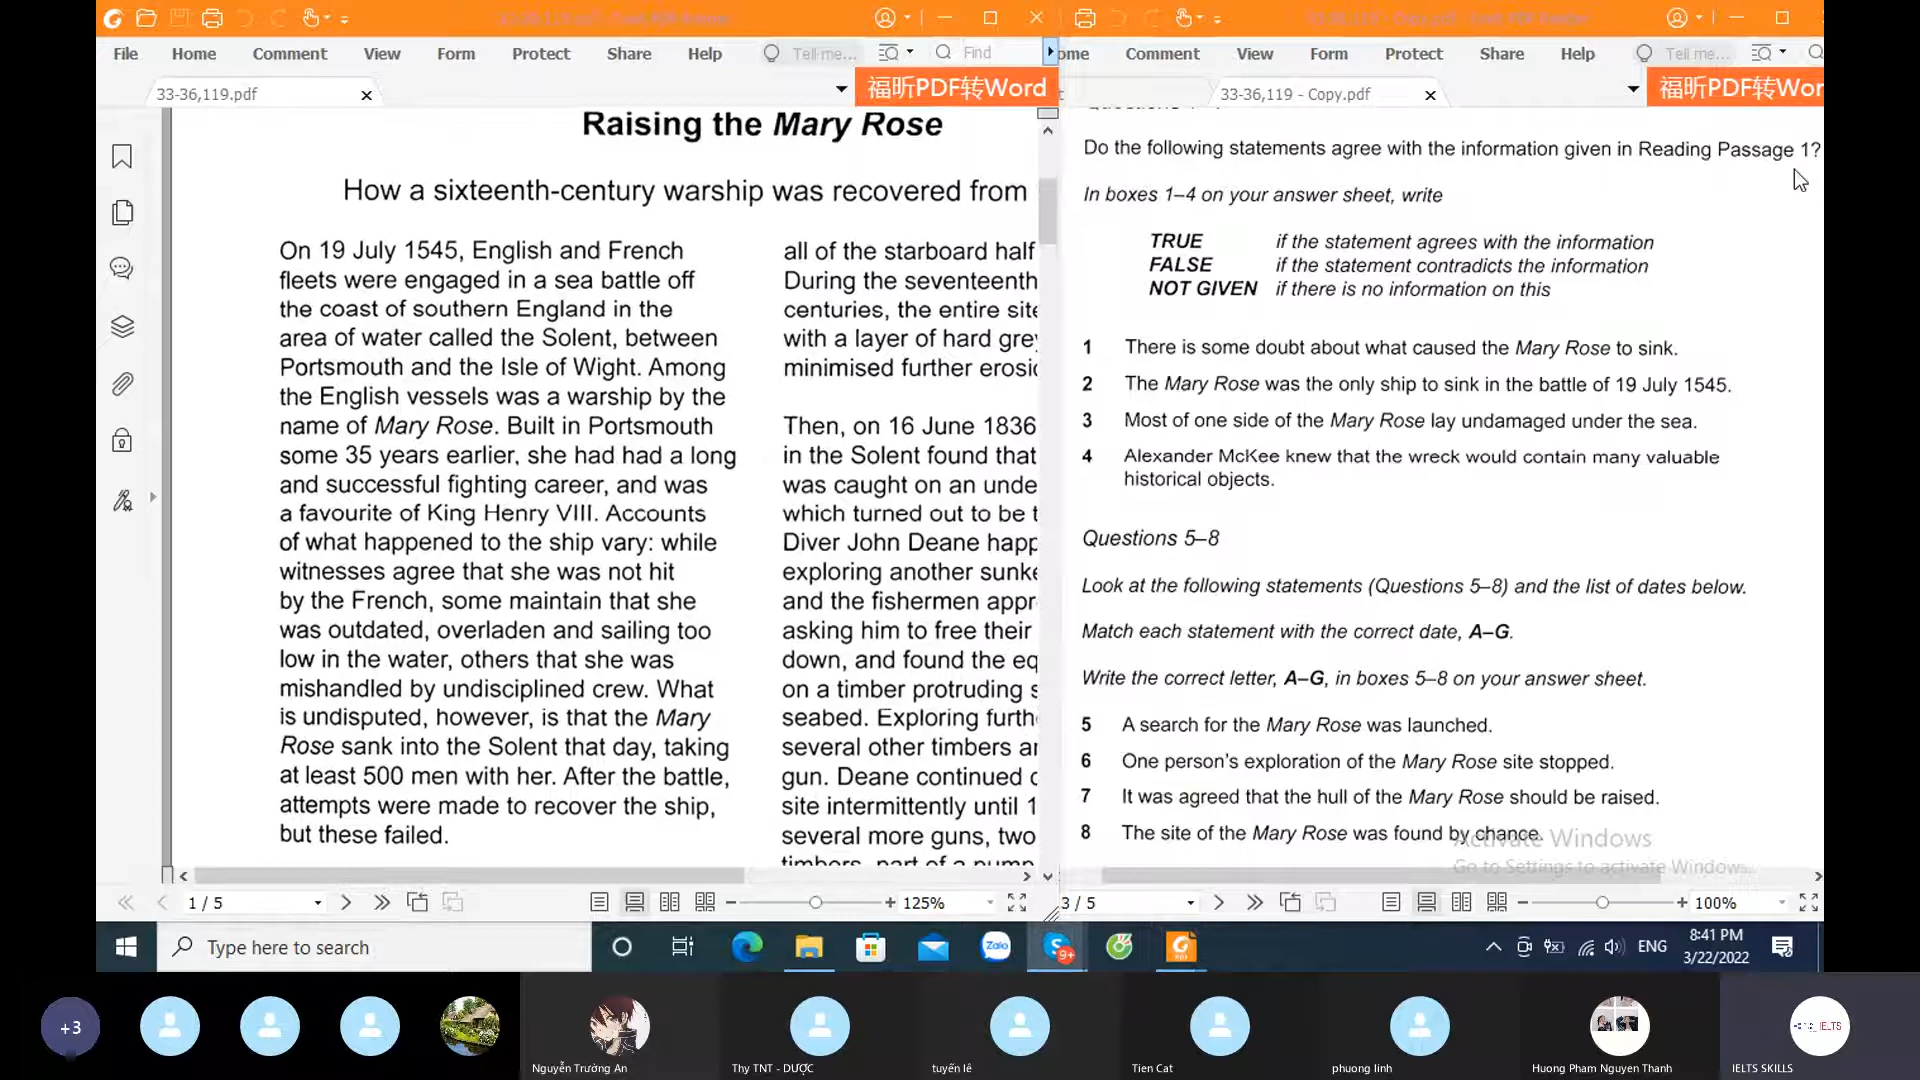 File Home Comment View Form Protect Share Help Tell me... Find
33-36,119.pdf
福昕PDF转Word
Raising the Mary Rose
How a sixteenth-century warship was recovered from
On 19 July 1545, English and French
fleets were engaged in a sea battle off
the coast of southern England in the
area of water called the Solent, between
Portsmouth and the Isle of Wight. Among
the English vessels was a warship by the
name of Mary Rose. Built in Portsmouth
some 35 years earlier, she had had a long
and successful fighting career, and was
a favourite of King Henry VIII. Accounts
of what happened to the ship vary: while
witnesses agree that she was not hit
by the French, some maintain that she
was outdated, overladen and sailing too
low in the water, others that she was
mishandled by undisciplined crew. What
is undisputed, however, is that the Mary
Rose sank into the Solent that day, taking
at least 500 men with her. After the battle,
attempts were made to recover the ship,
but these failed.
all of the starboard half
During the seventeenth
centuries, the entire site
with a layer of hard grey
minimised further erosio
Then, on 16 June 1836
in the Solent found that
was caught on an unde
which turned out to be t
Diver John Deane happ
exploring another sunke
and the fishermen appr
asking him to free their
down, and found the eq
on a timber protruding s
seabed. Exploring furthe
several other timbers an
gun. Deane continued
site intermittently until 1
several more guns, two
timbers, part of a pump
1 / 5
125%
ome Comment View Form Protect Share Help Tell me...
33-36,119 - Copy.pdf
福昕PDF转Wor
Do the following statements agree with the information given in Reading Passage 1?
In boxes 1–4 on your answer sheet, write
TRUE if the statement agrees with the information
FALSE if the statement contradicts the information
NOT GIVEN if there is no information on this
1 There is some doubt about what caused the Mary Rose to sink.
2 The Mary Rose was the only ship to sink in the battle of 19 July 1545.
3 Most of one side of the Mary Rose lay undamaged under the sea.
4 Alexander McKee knew that the wreck would contain many valuable
historical objects.
Questions 5–8
Look at the following statements (Questions 5–8) and the list of dates below.
Match each statement with the correct date, A–G.
Write the correct letter, A–G, in boxes 5–8 on your answer sheet.
5 A search for the Mary Rose was launched.
6 One person's exploration of the Mary Rose site stopped.
7 It was agreed that the hull of the Mary Rose should be raised.
8 The site of the Mary Rose was found by chance.
Activate Windows
Go to Settings to activate Windows.
3 / 5
100%
Type here to search
Zalo
9+
ENG
8:41 PM
3/22/2022
+3
Nguyễn Trường An
Thy TNT - DƯỢC
tuyến lê
Tien Cat
phuong linh
Huong Pham Nguyen Thanh
IELTS SKILLS